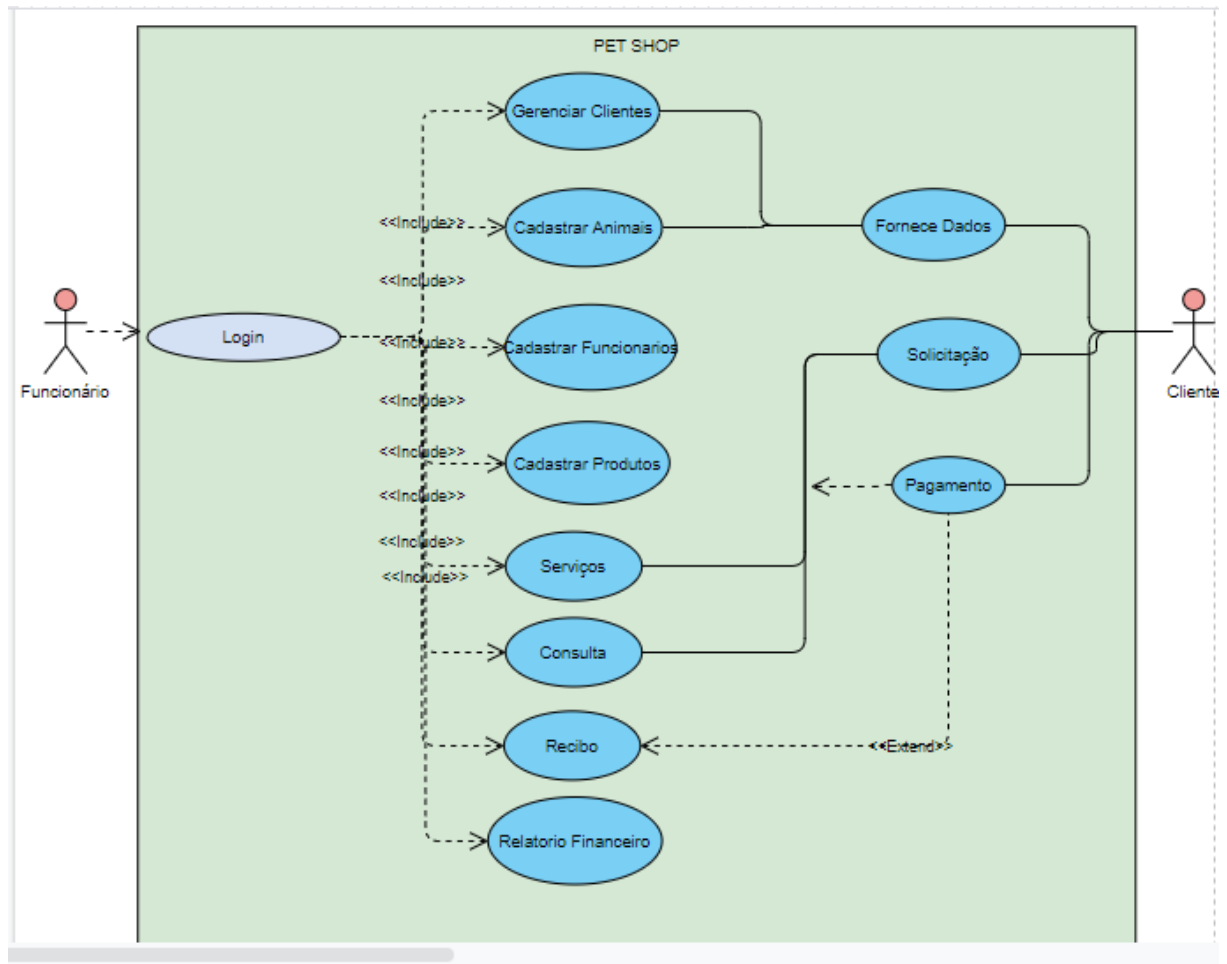 PET SHOP
Gerenciar Clientes
<<Include>>
Cadastrar Animais
Fornece Dados
<<Include>>
Funcionário
Login
<<Include>>
Cadastrar Funcionarios
Solicitação
Cliente
<<Include>>
<<Include>>
Cadastrar Produtos
Pagamento
<<Include>>
<<Include>>
Serviços
<<Include>>
Consulta
Recibo
<<Extend>>
Relatorio Financeiro